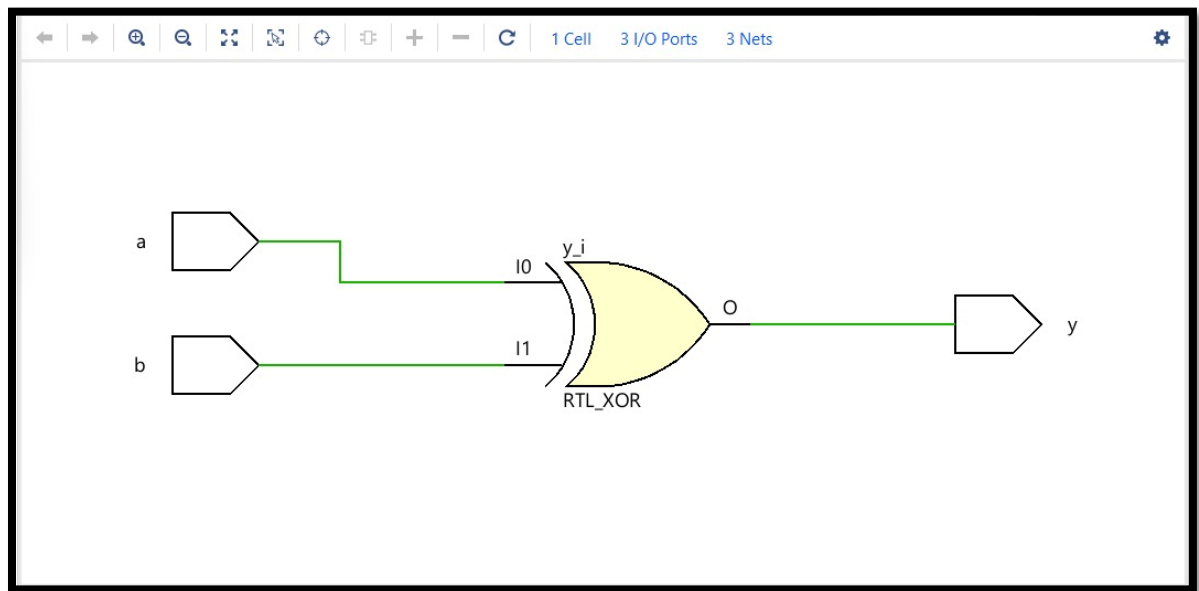 1 Cell 3 I/O Ports 3 Nets
a
y_i
I0
O
I1
y
b
RTL_XOR